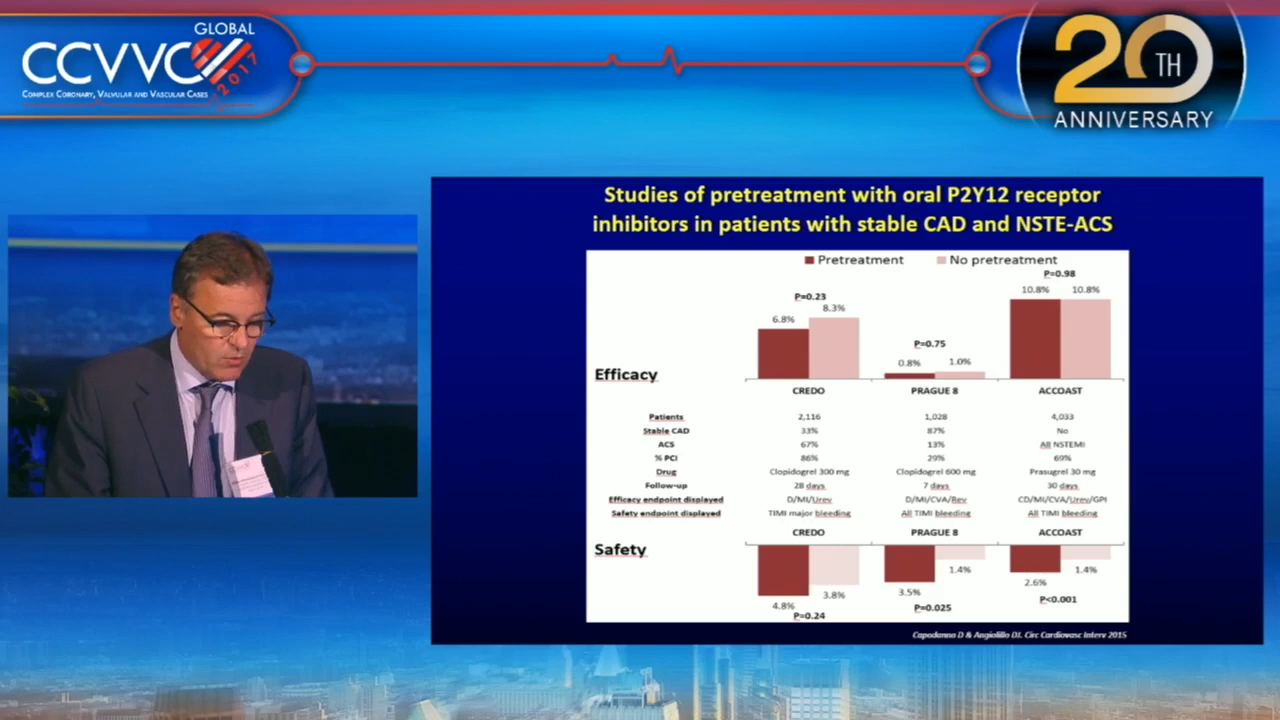 GLOBAL
CCVVC
2017
COMPLEX CORONARY, VALVULAR AND VASCULAR CASES
20TH
ANNIVERSARY
Studies of pretreatment with oral P2Y12 receptor
inhibitors in patients with stable CAD and NSTE-ACS
Pretreatment No pretreatment
P=0.23 P=0.75 P=0.98
6.8% 8.3% 0.8% 1.0% 10.8% 10.8%
Efficacy
CREDO PRAGUE 8 ACCOAST
Patients 2,116 1,028 4,033
Stable CAD 33% 87% No
ACS 67% 13% All NSTEMI
% PCI 86% 29% 69%
Drug Clopidogrel 300 mg Clopidogrel 600 mg Prasugrel 30 mg
Follow-up 28 days 7 days 30 days
Efficacy endpoint displayed D/MI/Urev D/MI/CVA/Rev CD/MI/CVA/Urev/GPI
Safety endpoint displayed TIMI major bleeding All TIMI bleeding All TIMI bleeding
CREDO PRAGUE 8 ACCOAST
Safety
4.8% 3.8% 3.5% 1.4% 2.6% 1.4%
P=0.24 P=0.025 P<0.001
Capodanno D & Angiolillo DJ. Circ Cardiovasc Interv 2015